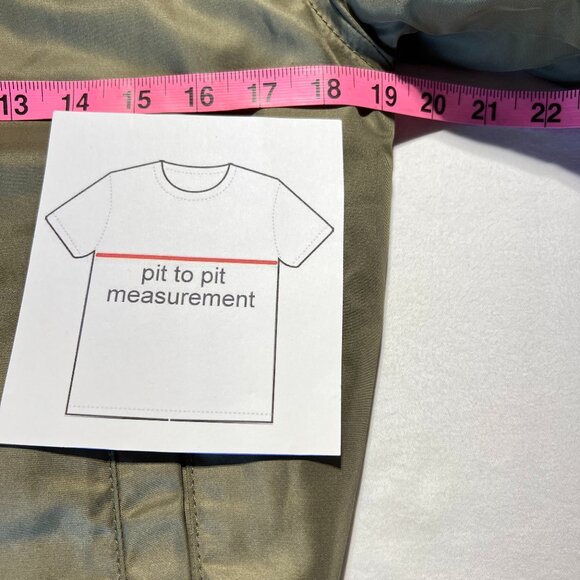 13 14 15 16 17 18 19 20 21 22
pit to pit
measurement